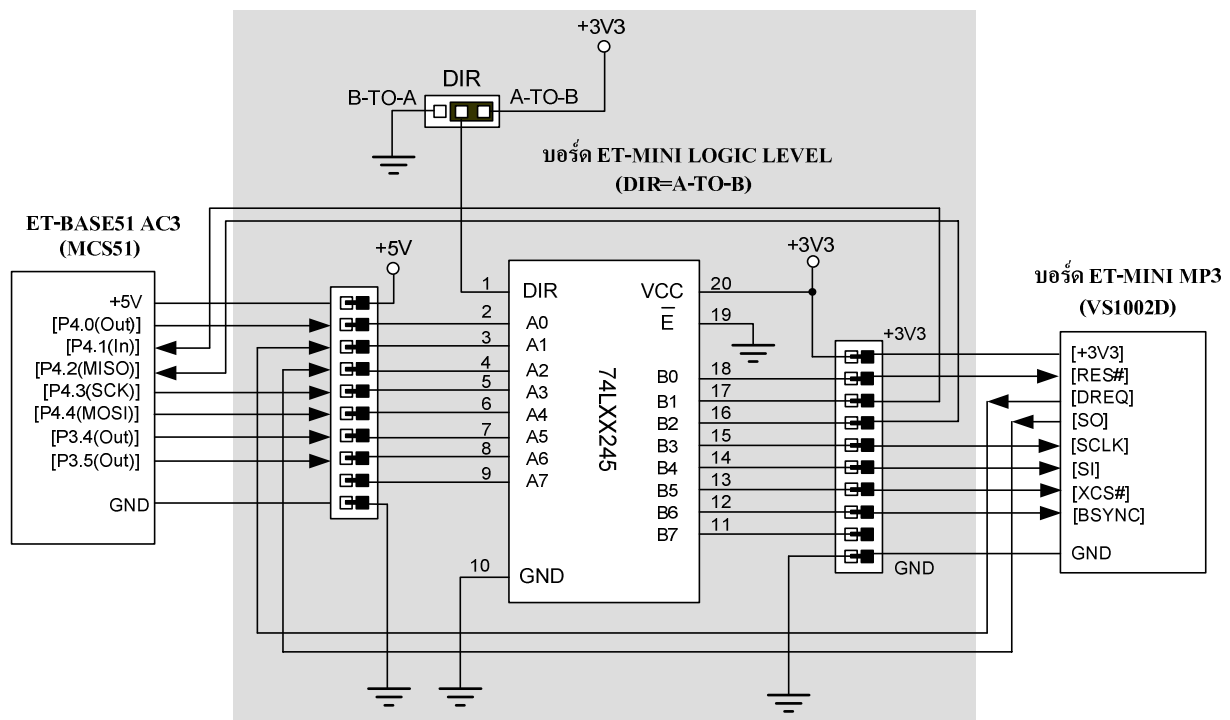 +3V3
DIR
B-TO-A
A-TO-B
บอร์ด ET-MINI LOGIC LEVEL
(DIR=A-TO-B)
ET-BASE51 AC3
(MCS51)
+5V
[P4.0(Out)]
[P4.1(In)]
[P4.2(MISO)]
[P4.3(SCK)]
[P4.4(MOSI)]
[P3.4(Out)]
[P3.5(Out)]
GND
+5V
1
2
3
4
5
6
7
8
9
10
DIR
A0
A1
A2
A3
A4
A5
A6
A7
GND
74LXX245
VCC
E
B0
B1
B2
B3
B4
B5
B6
B7
20
19
18
17
16
15
14
13
12
11
+3V3
+3V3
GND
บอร์ด ET-MINI MP3
(VS1002D)
[+3V3]
[RES#]
[DREQ]
[SO]
[SCLK]
[SI]
[XCS#]
[BSYNC]
GND